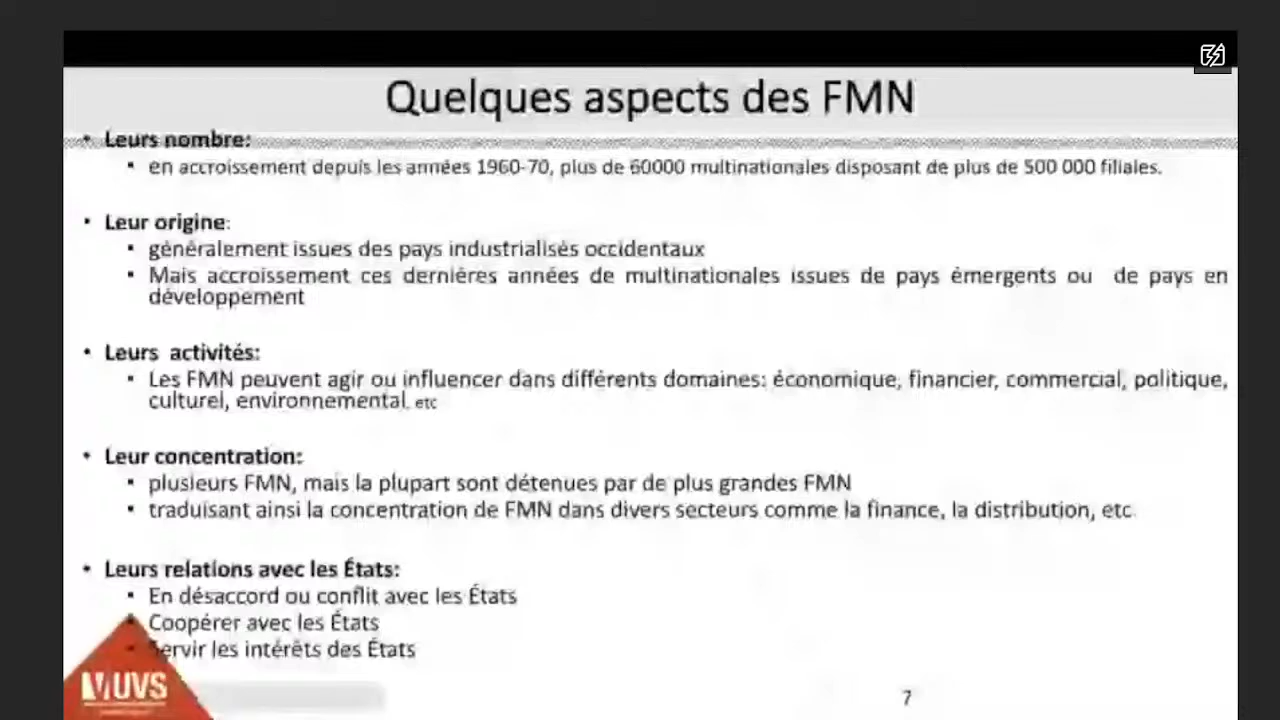 Quelques aspects des FMN
• Leurs nombre:
▪ en accroissement depuis les années 1960-70, plus de 60000 multinationales disposant de plus de 500 000 filiales.
• Leur origine:
▪ généralement issues des pays industrialisés occidentaux
▪ Mais accroissement ces dernières années de multinationales issues de pays émergents ou de pays en
développement
• Leurs activités:
▪ Les FMN peuvent agir ou influencer dans différents domaines: économique, financier, commercial, politique,
culturel, environnemental, etc
• Leur concentration:
▪ plusieurs FMN, mais la plupart sont détenues par de plus grandes FMN
▪ traduisant ainsi la concentration de FMN dans divers secteurs comme la finance, la distribution, etc
• Leurs relations avec les États:
▪ En désaccord ou conflit avec les États
▪ Coopérer avec les États
▪ Servir les intérêts des États
UVS
7